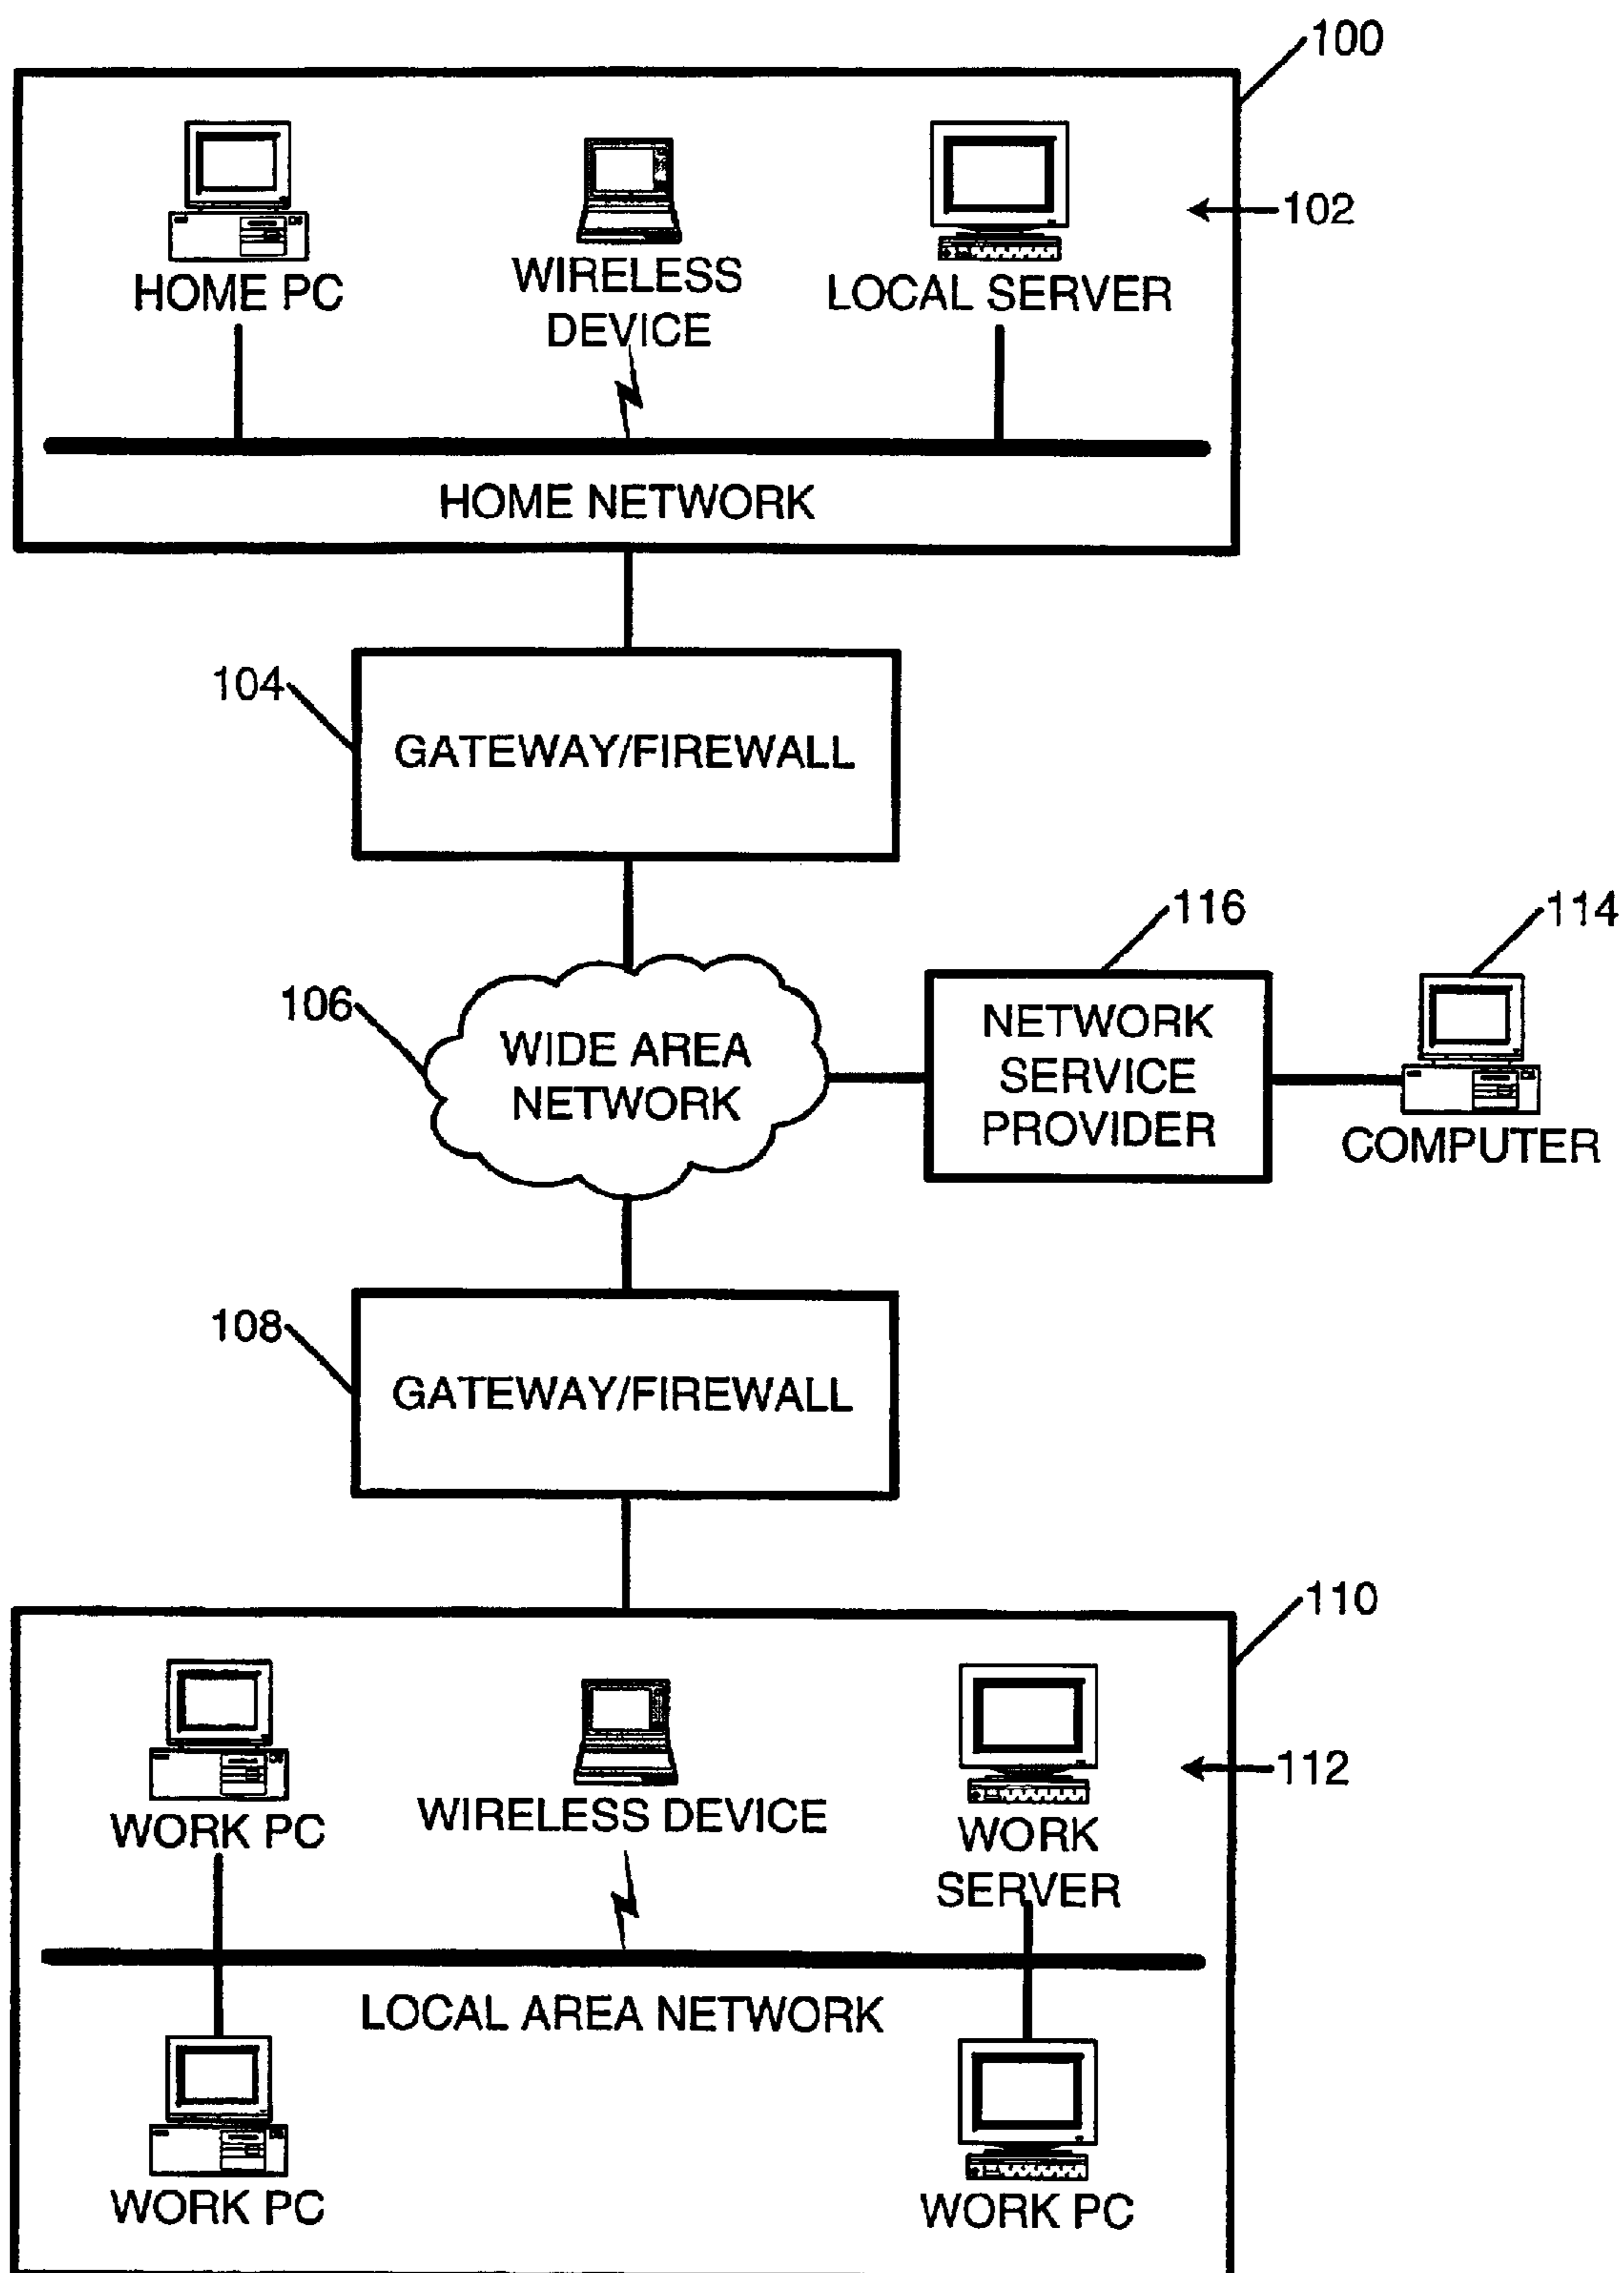 100
102
HOME PC
WIRELESS
DEVICE
LOCAL SERVER
HOME NETWORK
104
GATEWAY/FIREWALL
106
WIDE AREA
NETWORK
116
NETWORK
SERVICE
PROVIDER
114
COMPUTER
108
GATEWAY/FIREWALL
110
112
WORK PC
WIRELESS DEVICE
WORK
SERVER
LOCAL AREA NETWORK
WORK PC
WORK PC